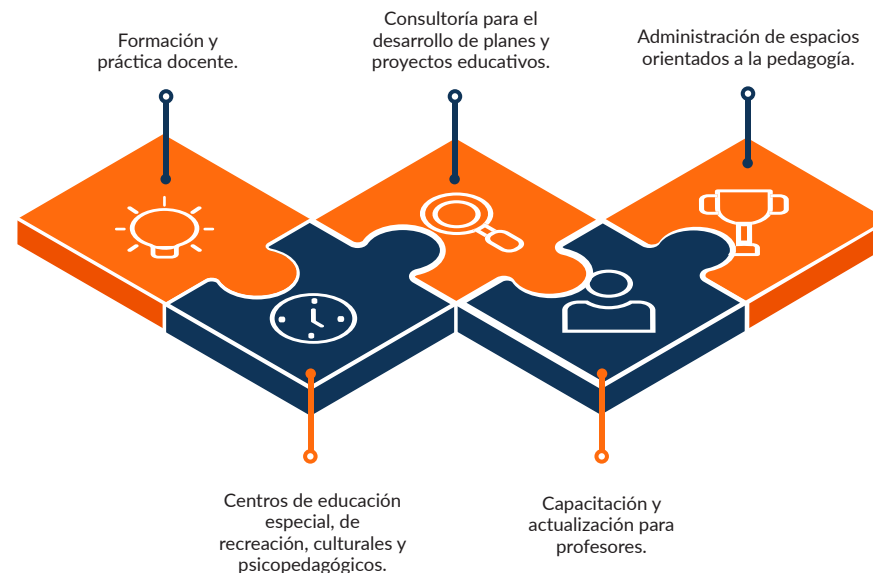 Formación y
práctica docente.
Consultoría para el
desarrollo de planes y
proyectos educativos.
Administración de espacios
orientados a la pedagogía.
Centros de educación
especial, de
recreación, culturales y
psicopedagógicos.
Capacitación y
actualización para
profesores.